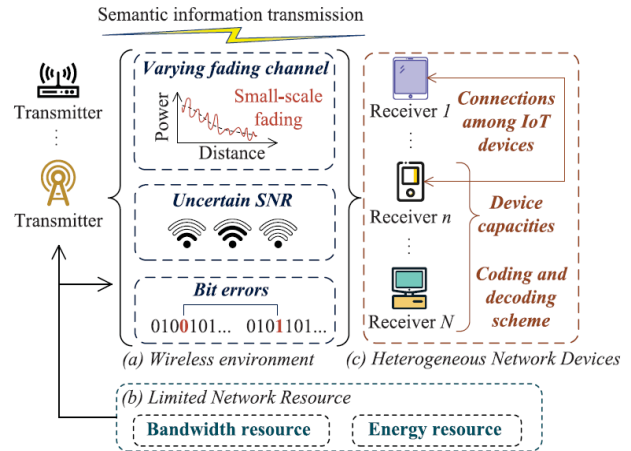 Semantic information transmission
Transmitter
⋮
Transmitter
Varying fading channel
Power
Small-scale
fading
Distance
Uncertain SNR
Bit errors
0100101... 0101101...
(a) Wireless environment
Receiver 1
⋮
Receiver n
⋮
Receiver N
Connections
among IoT
devices
Device
capacities
Coding and
decoding
scheme
(c) Heterogeneous Network Devices
(b) Limited Network Resource
Bandwidth resource
Energy resource